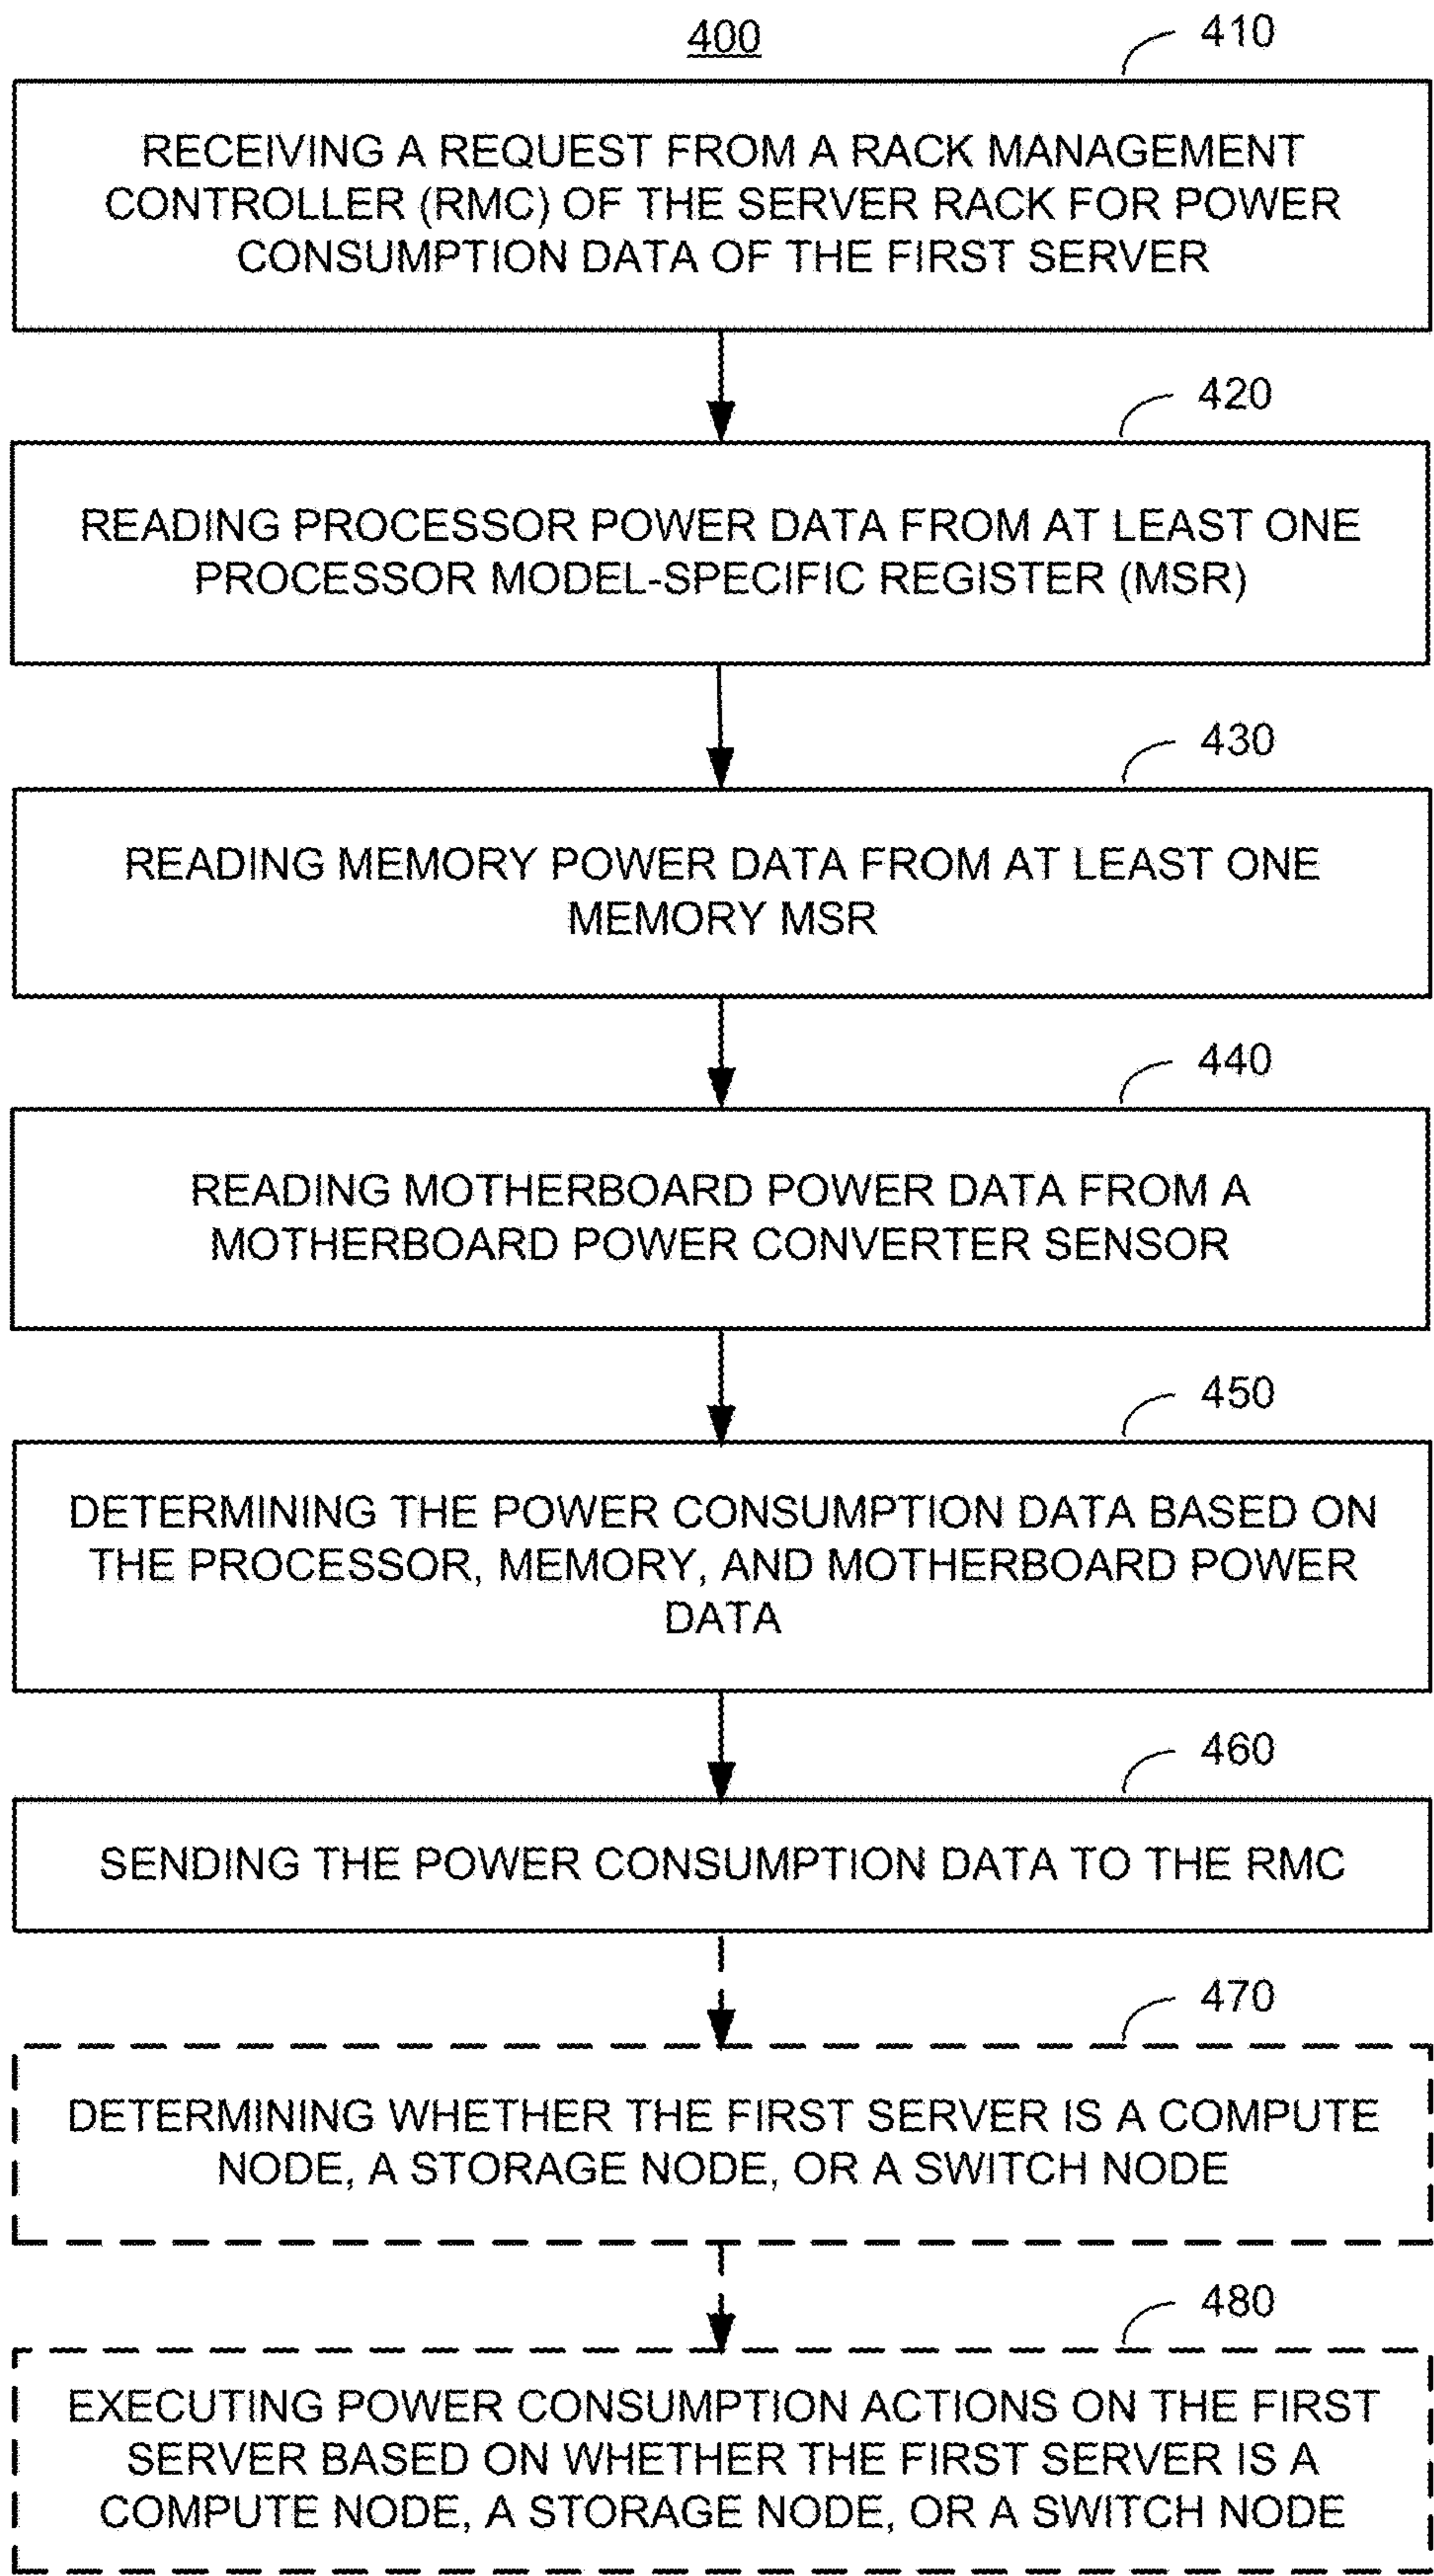 400
410
RECEIVING A REQUEST FROM A RACK MANAGEMENT
CONTROLLER (RMC) OF THE SERVER RACK FOR POWER
CONSUMPTION DATA OF THE FIRST SERVER
420
READING PROCESSOR POWER DATA FROM AT LEAST ONE
PROCESSOR MODEL-SPECIFIC REGISTER (MSR)
430
READING MEMORY POWER DATA FROM AT LEAST ONE
MEMORY MSR
440
READING MOTHERBOARD POWER DATA FROM A
MOTHERBOARD POWER CONVERTER SENSOR
450
DETERMINING THE POWER CONSUMPTION DATA BASED ON
THE PROCESSOR, MEMORY, AND MOTHERBOARD POWER
DATA
460
SENDING THE POWER CONSUMPTION DATA TO THE RMC
470
DETERMINING WHETHER THE FIRST SERVER IS A COMPUTE
NODE, A STORAGE NODE, OR A SWITCH NODE
480
EXECUTING POWER CONSUMPTION ACTIONS ON THE FIRST
SERVER BASED ON WHETHER THE FIRST SERVER IS A
COMPUTE NODE, A STORAGE NODE, OR A SWITCH NODE